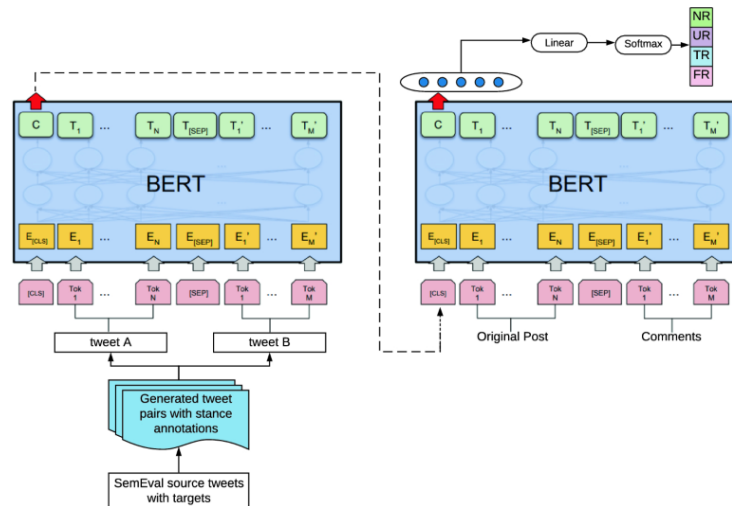 NR
Linear
Softmax
UR
TR
FR
C T1 ... TN T[SEP] T1' ... TM'
BERT
E[CLS] E1 ... EN E[SEP] E1' ... EM'
[CLS] Tok 1 ... Tok N [SEP] Tok 1 ... Tok M
tweet A
tweet B
Generated tweet
pairs with stance
annotations
SemEval source tweets
with targets
C T1 ... TN T[SEP] T1' ... TM'
...
...
BERT
E[CLS] E1 ... EN E[SEP] E1' ... EM'
[CLS] Tok 1 ... Tok N [SEP] Tok 1 ... Tok M
Original Post
Comments